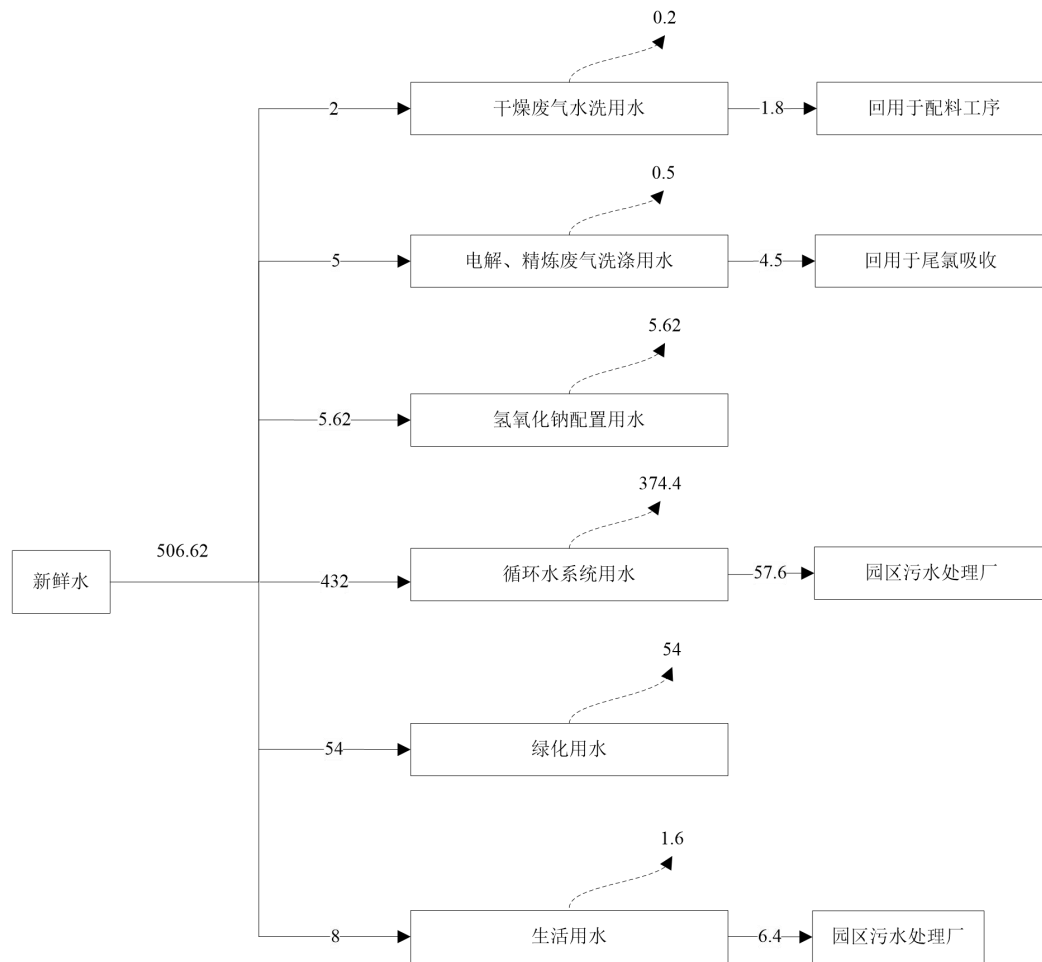 0.2
2
干燥废气水洗用水
1.8
回用于配料工序
0.5
5
电解、精炼废气洗涤用水
4.5
回用于尾氯吸收
5.62
5.62
氢氧化钠配置用水
374.4
506.62
新鲜水
432
循环水系统用水
57.6
园区污水处理厂
54
54
绿化用水
1.6
8
生活用水
6.4
园区污水处理厂